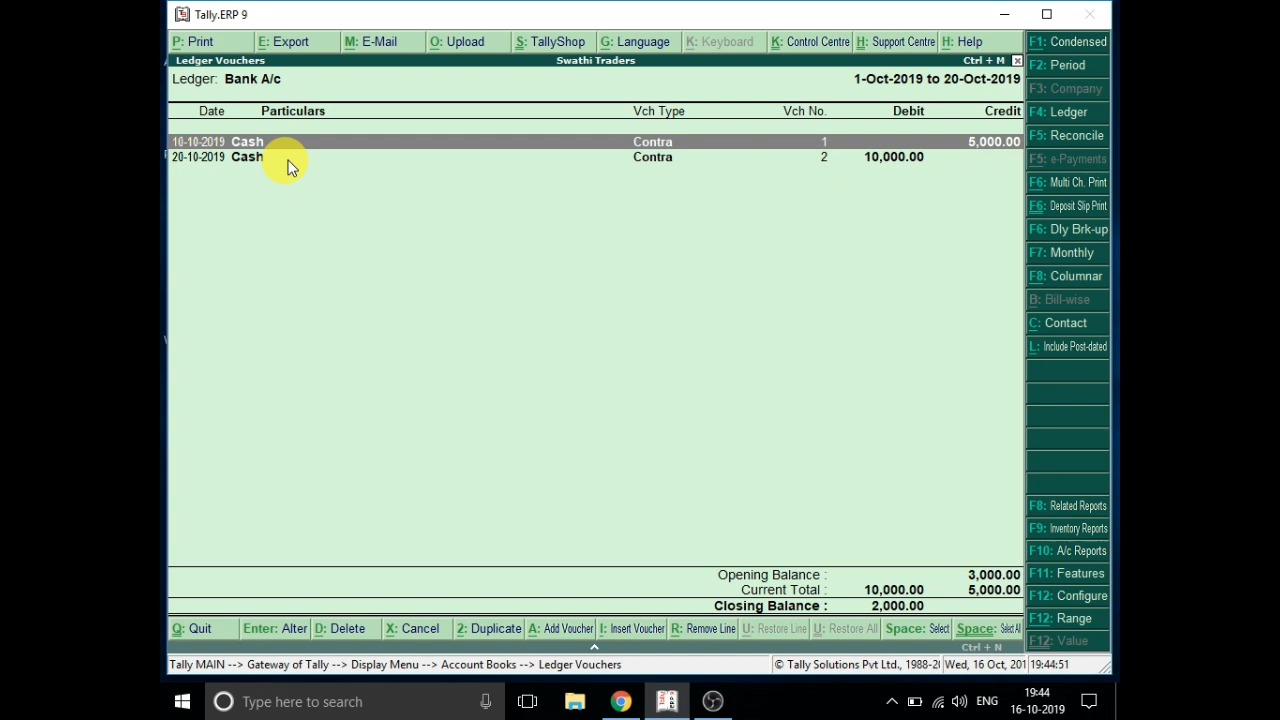 Tally.ERP 9
P: Print E: Export M: E-Mail O: Upload S: TallyShop G: Language K: Keyboard K: Control Centre H: Support Centre H: Help
Ledger Vouchers Swathi Traders Ctrl + M
Ledger: Bank A/c 1-Oct-2019 to 20-Oct-2019
Date Particulars Vch Type Vch No. Debit Credit
10-10-2019 Cash Contra 1 5,000.00
20-10-2019 Cash Contra 2 10,000.00
Opening Balance : 3,000.00
Current Total : 10,000.00 5,000.00
Closing Balance : 2,000.00
Q: Quit Enter: Alter D: Delete X: Cancel 2: Duplicate A: Add Voucher I: Insert Voucher R: Remove Line U: Restore Line U: Restore All Space: Select Space: Select All
Ctrl + N
Tally MAIN --> Gateway of Tally --> Display Menu --> Account Books --> Ledger Vouchers © Tally Solutions Pvt Ltd., 1988-20 Wed, 16 Oct, 201 19:44:51
F1: Condensed
F2: Period
F3: Company
F4: Ledger
F5: Reconcile
F5: e-Payments
F6: Multi Ch. Print
F6: Deposit Slip Print
F6: Dly Brk-up
F7: Monthly
F8: Columnar
B: Bill-wise
C: Contact
L: Include Post-dated
F8: Related Reports
F9: Inventory Reports
F10: A/c Reports
F11: Features
F12: Configure
F12: Range
F12: Value
Type here to search
ENG
19:44
16-10-2019